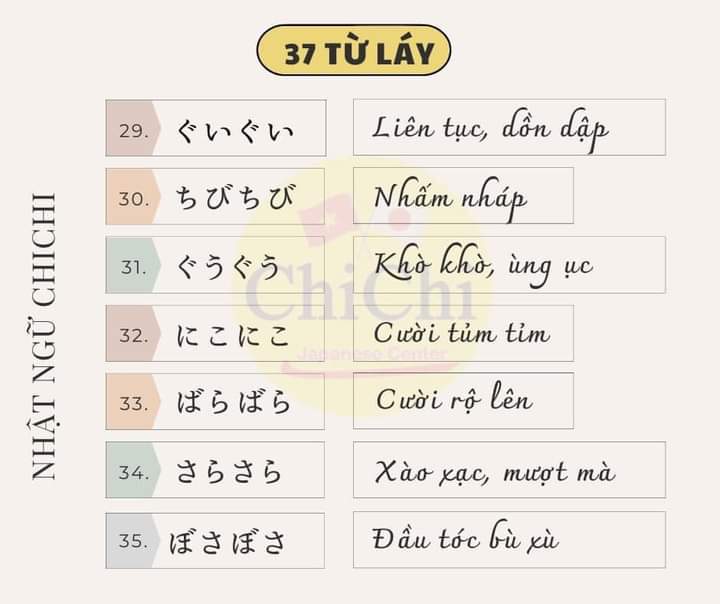 37 TỪ LÁY
29. ぐいぐい Liên tục, dồn dập
30. ちびちび Nhấm nháp
31. ぐうぐう Khò khò, ùng ục
32. にこにこ Cười tủm tỉm
33. ばらばら Cười rộ lên
34. さらさら Xào xạc, mượt mà
35. ぼさぼさ Đầu tóc bù xù
NHẬT NGỮ CHICHI
ChiChi
Japanese Center